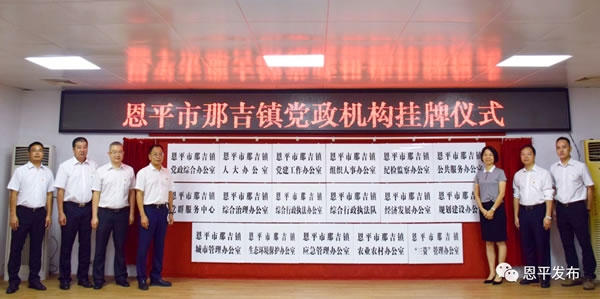 恩平市那吉镇党政机构挂牌仪式
恩平市那吉镇
党政综合办公室
恩平市那吉镇
人大办公室
恩平市那吉镇
党建工作办公室
恩平市那吉镇
组织人事办公室
恩平市那吉镇
纪检监察办公室
恩平市那吉镇
公共服务办公室
恩平市那吉镇
党群服务中心
恩平市那吉镇
综合治理办公室
恩平市那吉镇
综合行政执法办公室
恩平市那吉镇
综合行政执法队
恩平市那吉镇
经济发展办公室
恩平市那吉镇
规划建设办公室
恩平市那吉镇
城市管理办公室
恩平市那吉镇
生态环境保护办公室
恩平市那吉镇
应急管理办公室
恩平市那吉镇
农业农村办公室
恩平市那吉镇
“三资”管理办公室
恩平发布